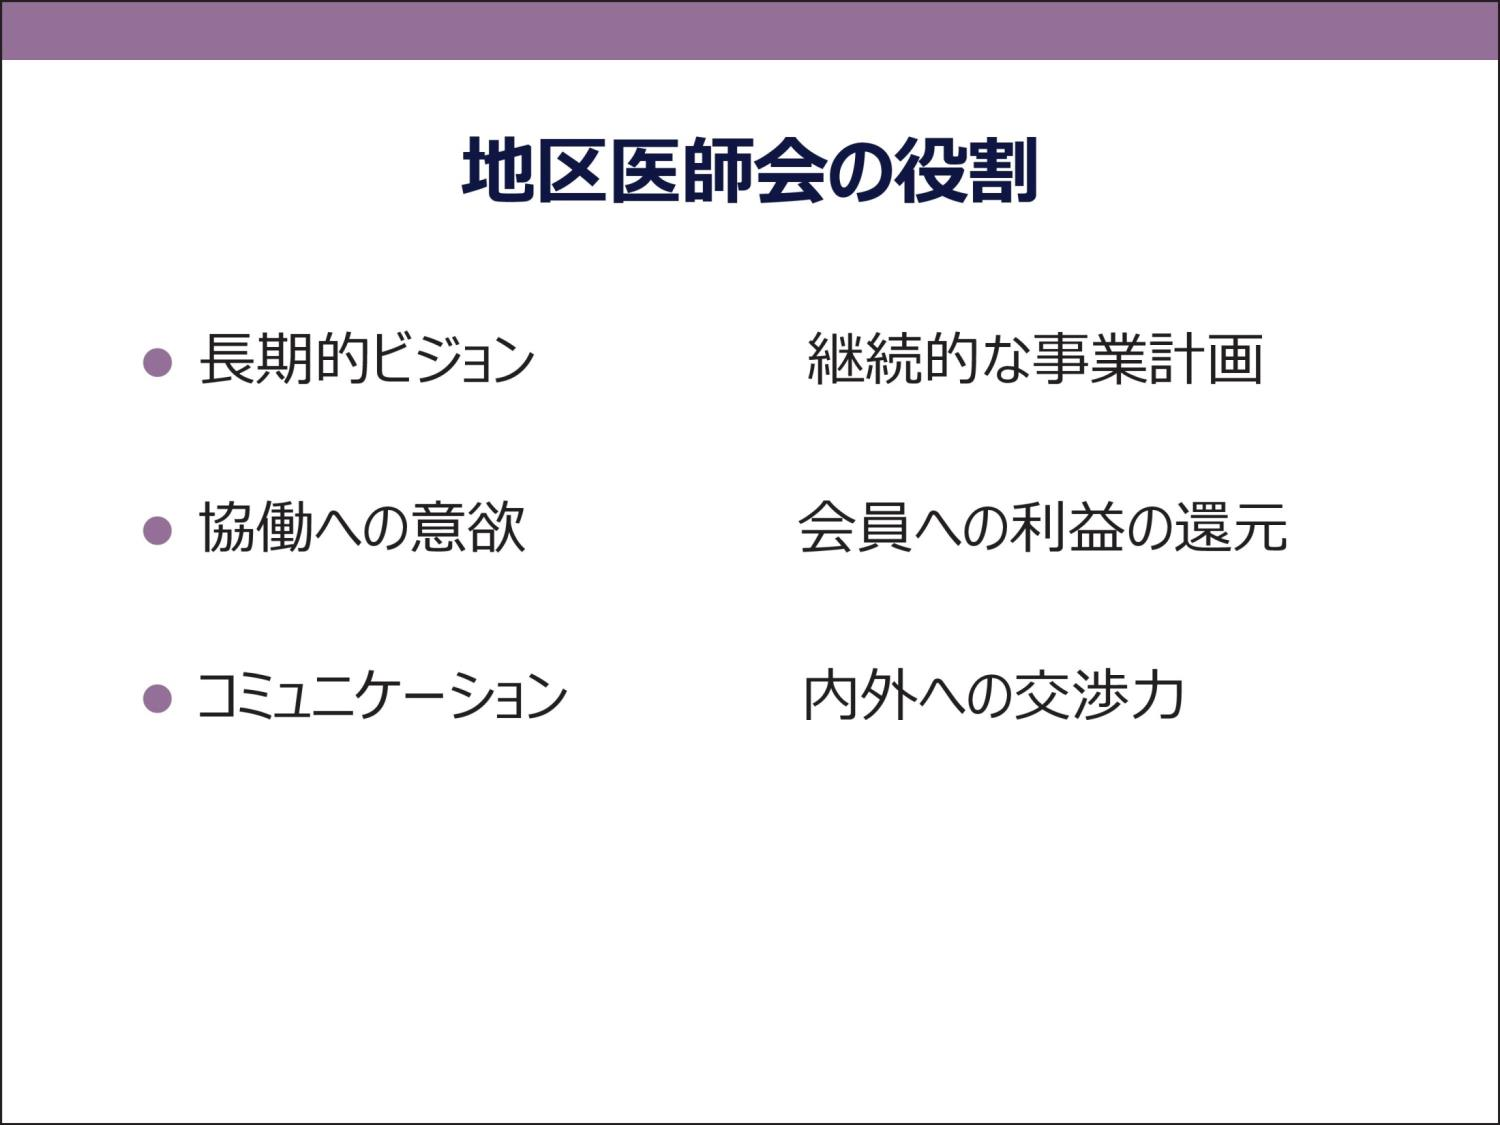 地区医師会の役割
● 長期的ビジョン 継続的な事業計画
● 協働への意欲 会員への利益の還元
● コミュニケーション 内外への交渉力